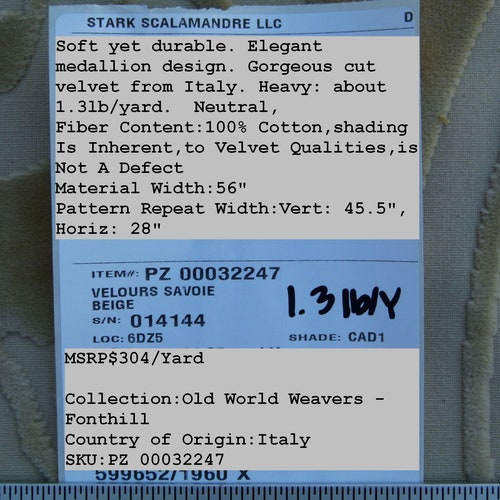 STARK SCALAMANDRE LLC D
Soft yet durable. Elegant
medallion design. Gorgeous cut
velvet from Italy. Heavy: about
1.3lb/yard. Neutral,
Fiber Content:100% Cotton,shading
Is Inherent,to Velvet Qualities,is
Not A Defect
Material Width:56"
Pattern Repeat Width:Vert: 45.5",
Horiz: 28"
ITEM#: PZ 00032247
VELOURS SAVOIE
BEIGE
S/N: 014144
1.3 lb/Y
LOC: 6DZ5 SHADE: CAD1
MSRP$304/Yard
Collection:Old World Weavers -
Fonthill
Country of Origin:Italy
SKU:PZ 00032247
599652/1960 X